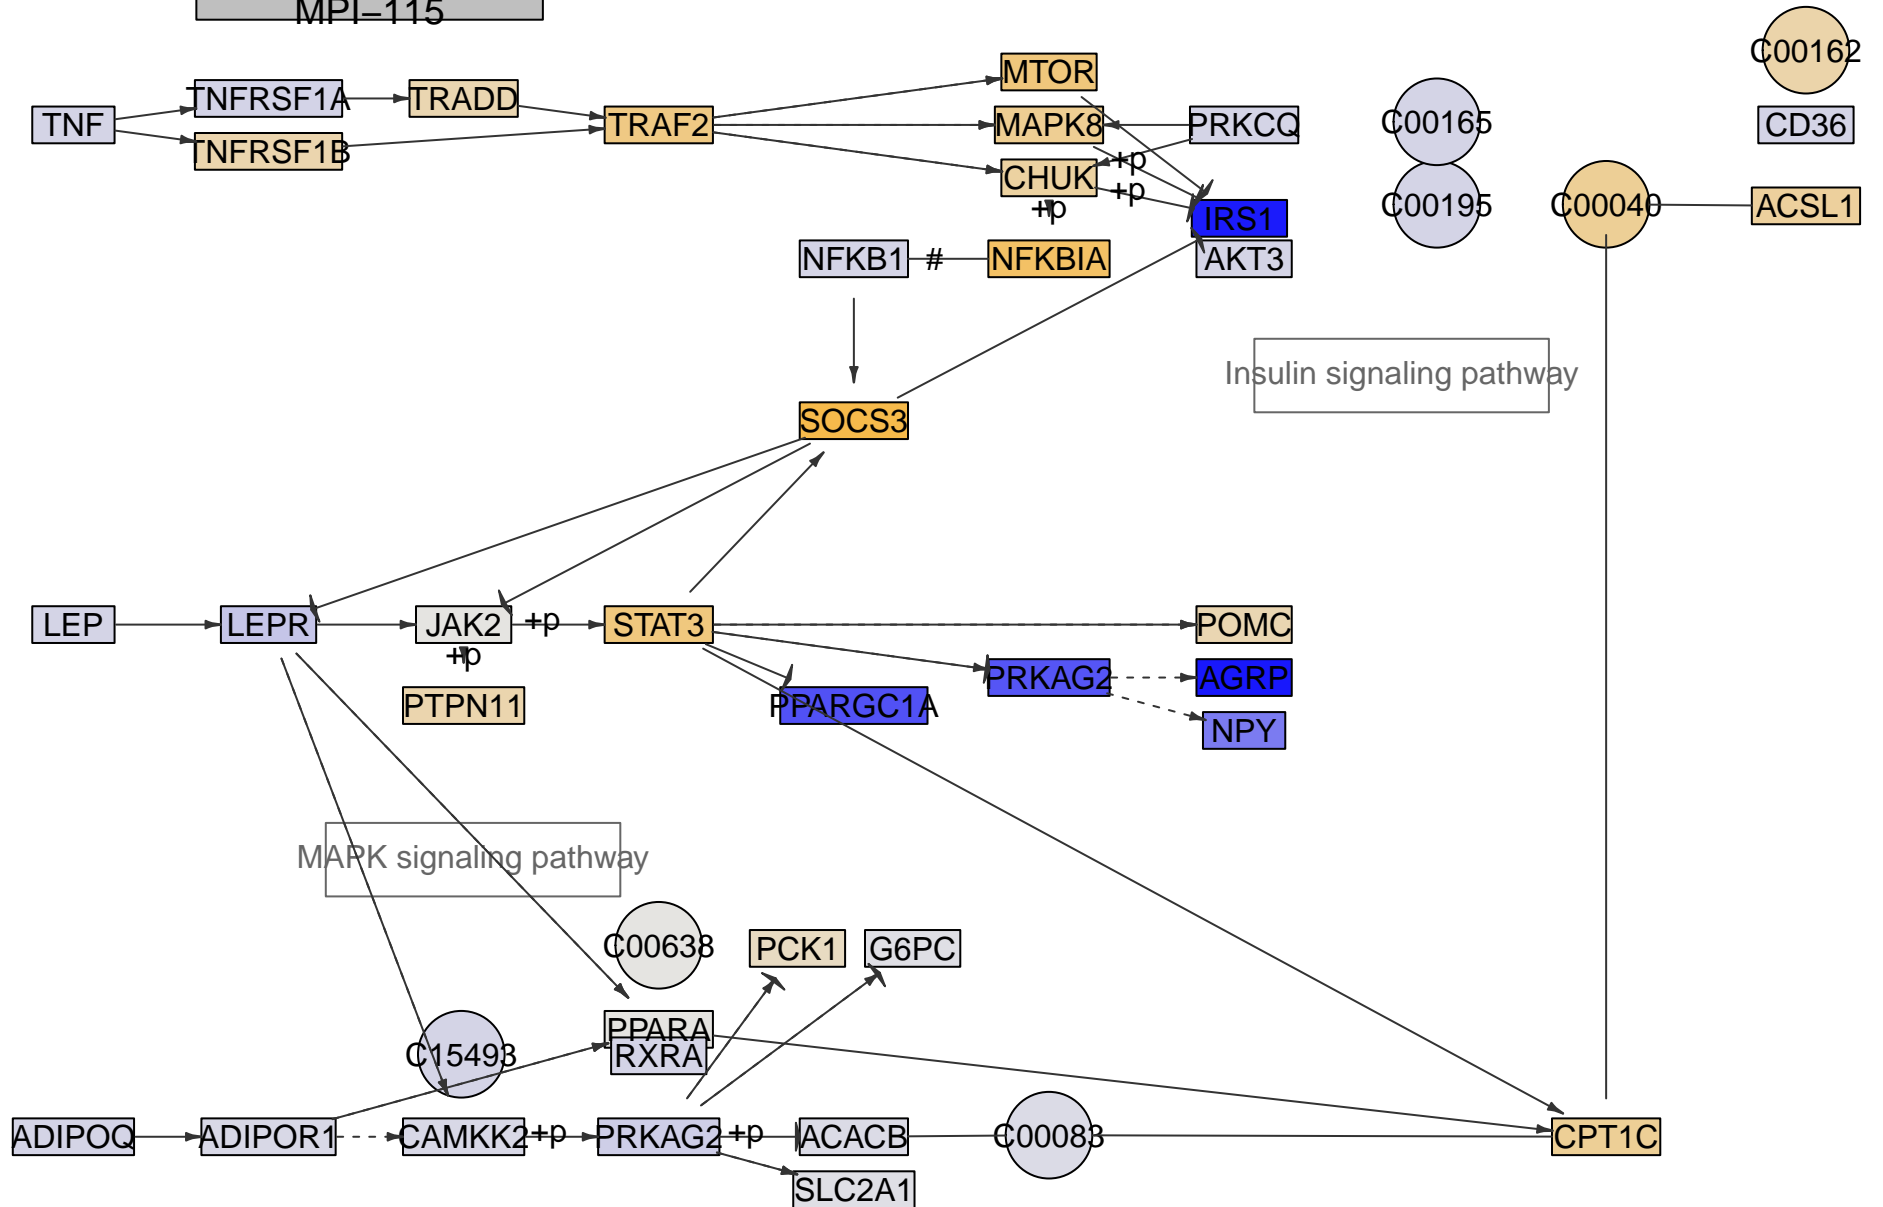 MPI–115
C00162
MTOR
TNFRSF1A
TRADD
TNF
TRAF2
MAPK8
PRKCQ
C00165
CD36
TNFRSF1B
+p
CHUK
+p
+p
IRS1
C00195
C00040
ACSL1
NFKB1
#
NFKBIA
AKT3
Insulin signaling pathway
SOCS3
LEP
LEPR
JAK2
+p
STAT3
POMC
+p
PRKAG2
AGRP
PTPN11
PPARGC1A
NPY
MAPK signaling pathway
C00638
PCK1
G6PC
PPARA
C15493
RXRA
ADIPOQ
ADIPOR1
CAMKK2
+p
PRKAG2
+p
ACACB
C00083
CPT1C
SLC2A1